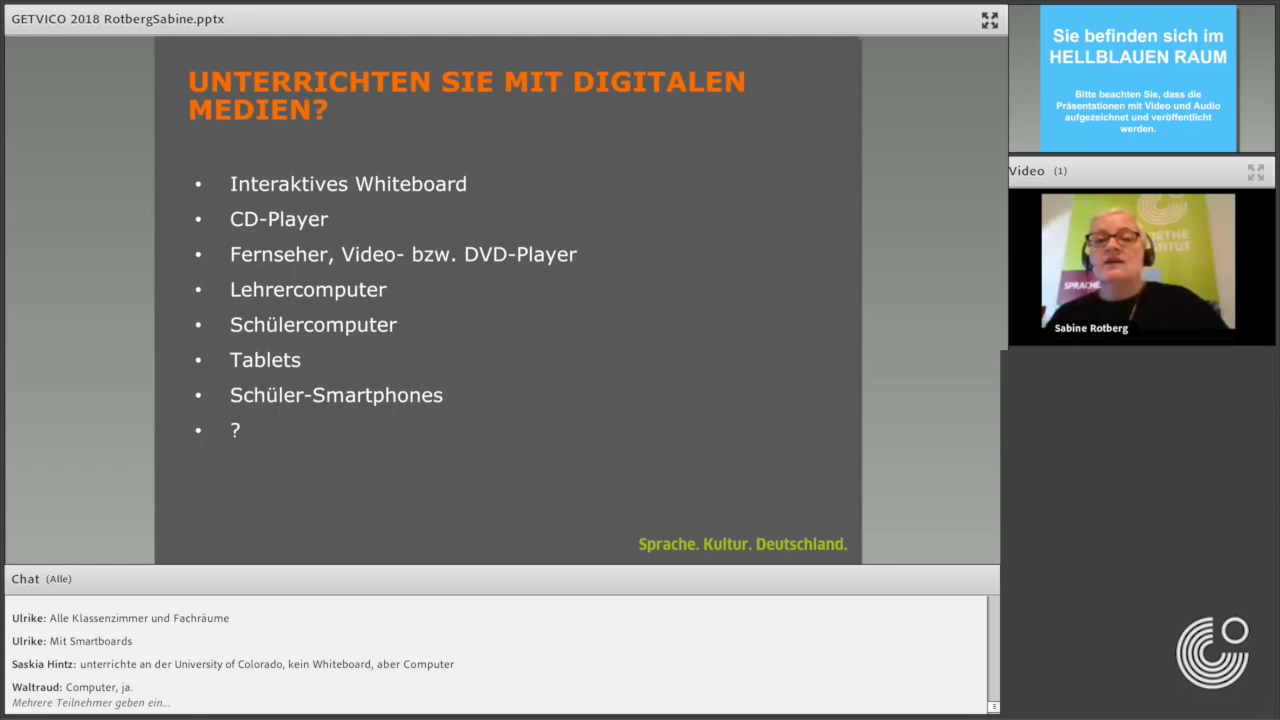 GETVICO 2018 RotbergSabine.pptx
UNTERRICHTEN SIE MIT DIGITALEN
MEDIEN?
• Interaktives Whiteboard
• CD-Player
• Fernseher, Video- bzw. DVD-Player
• Lehrercomputer
• Schülercomputer
• Tablets
• Schüler-Smartphones
• ?
Sprache. Kultur. Deutschland.
Sie befinden sich im
HELLBLAUEN RAUM
Bitte beachten Sie, dass die
Präsentationen mit Video und Audio
aufgezeichnet und veröffentlicht
werden.
Video (1)
SPRACHE.
Sabine Rotberg
Chat (Alle)
Ulrike: Alle Klassenzimmer und Fachräume
Ulrike: Mit Smartboards
Saskia Hintz: unterrichte an der University of Colorado, kein Whiteboard, aber Computer
Waltraud: Computer, ja.
Mehrere Teilnehmer geben ein...